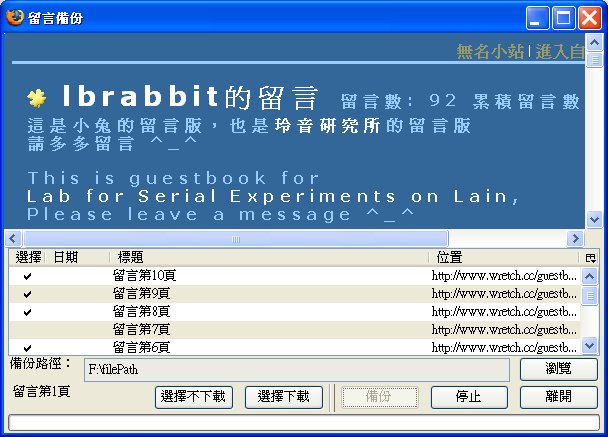 留言備份
無名小站 | 進入白
lbrabbit的留言 留言數: 92 累積留言數
這是小兔的留言版，也是玲音研究所的留言版
請多多留言 ^_^
This is guestbook for
Lab for Serial Experiments on Lain,
Please leave a message ^_^
選擇 日期 標題 位置
留言第10頁 http://www.wretch.cc/guestb...
留言第9頁 http://www.wretch.cc/guestb...
留言第8頁 http://www.wretch.cc/guestb...
留言第7頁 http://www.wretch.cc/guestb...
留言第6頁 http://www.wretch.cc/guestb...
備份路徑： F:\filePath 瀏覽
留言第1頁 選擇不下載 選擇下載 備份 停止 離開